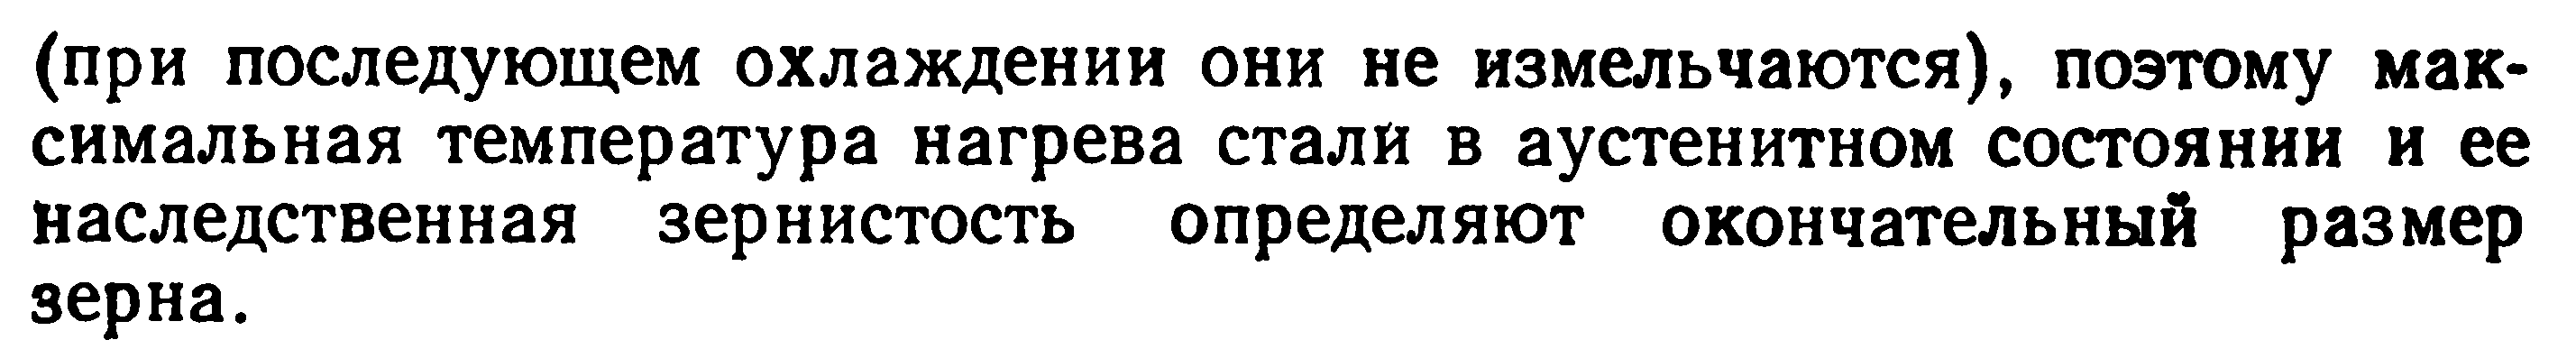 (при последующем охлаждении они не измельчаются), поэтому мак-
симальная температура нагрева стали в аустенитном состоянии и ее
наследственная зернистость определяют окончательный размер
зерна.